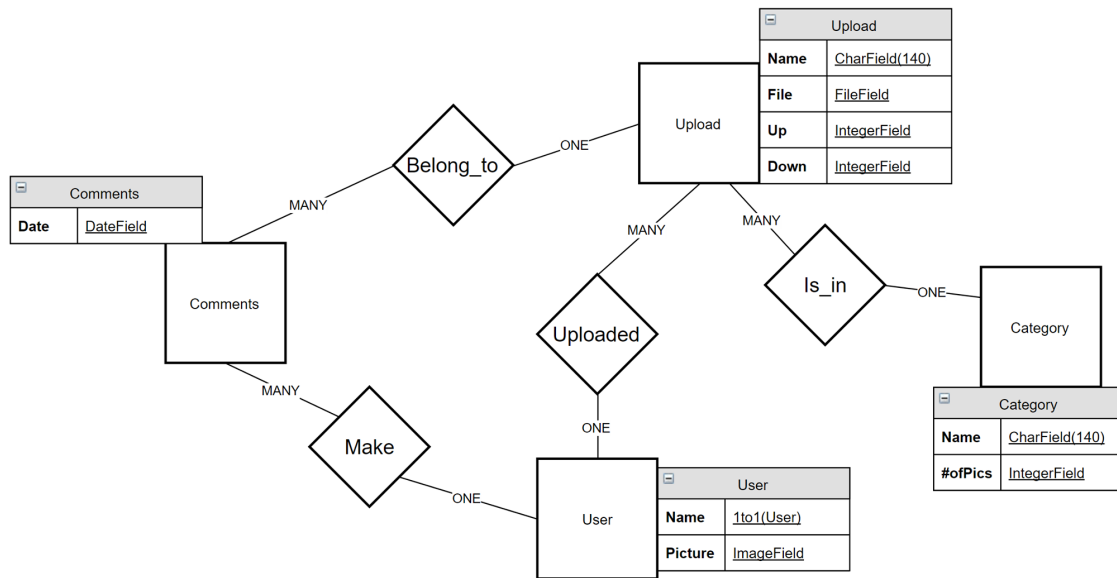 Upload
Name CharField(140)
File FileField
Up IntegerField
Down IntegerField
Upload
Belong_to
ONE
MANY
Comments
Date DateField
Comments
MANY
MANY
Is_in
ONE
Category
Uploaded
MANY
Make
ONE
ONE
Category
Name CharField(140)
#ofPics IntegerField
User
User
Name 1to1(User)
Picture ImageField